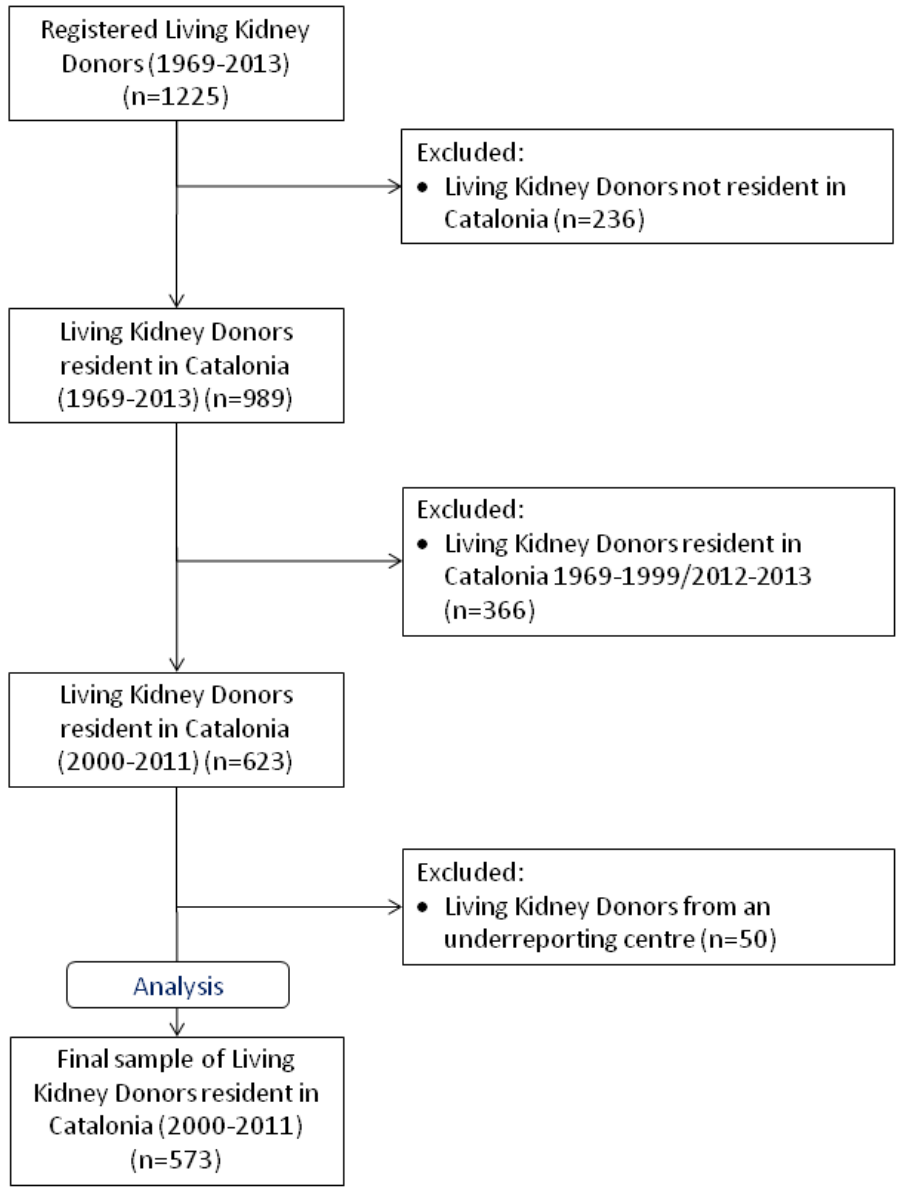 Registered Living Kidney
Donors (1969-2013)
(n=1225)
Excluded:
• Living Kidney Donors not resident in
Catalonia (n=236)
Living Kidney Donors
resident in Catalonia
(1969-2013) (n=989)
Excluded:
• Living Kidney Donors resident in
Catalonia 1969-1999/2012-2013
(n=366)
Living Kidney Donors
resident in Catalonia
(2000-2011) (n=623)
Excluded:
• Living Kidney Donors from an
underreporting centre (n=50)
Analysis
Final sample of Living
Kidney Donors resident in
Catalonia (2000-2011)
(n=573)